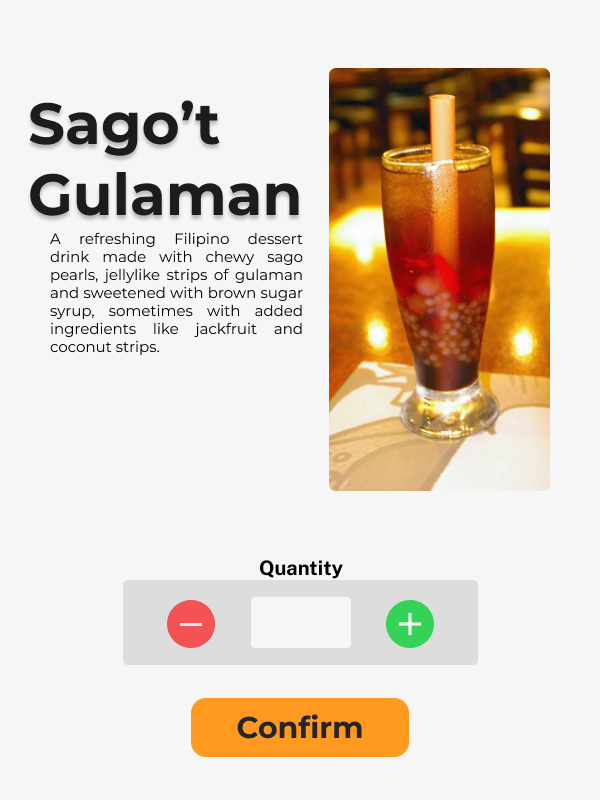 Sago’t
Gulaman
A refreshing Filipino dessert
drink made with chewy sago
pearls, jellylike strips of gulaman
and sweetened with brown sugar
syrup, sometimes with added
ingredients like jackfruit and
coconut strips.
Quantity
Confirm